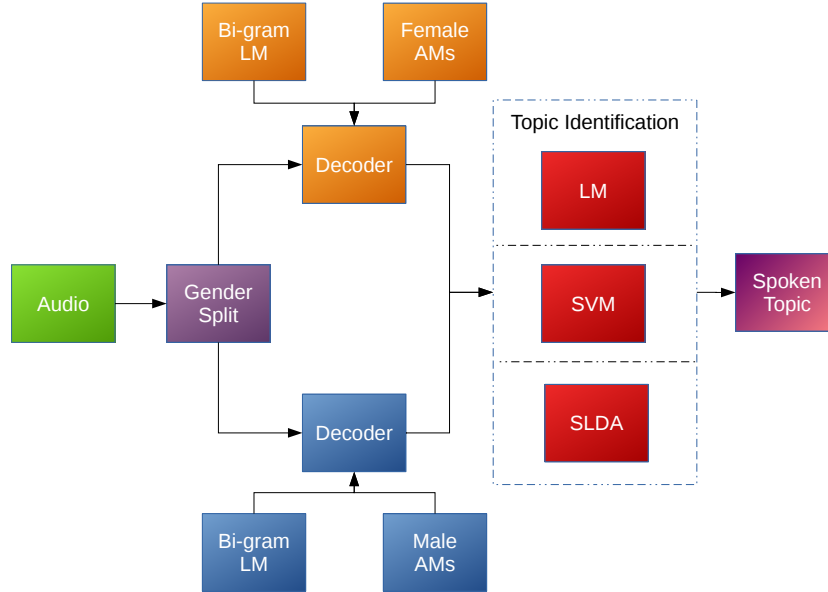 Bi-gram
LM
Female
AMs
Decoder
Topic Identification
LM
Audio
Gender
Split
SVM
Spoken
Topic
Decoder
SLDA
Bi-gram
LM
Male
AMs